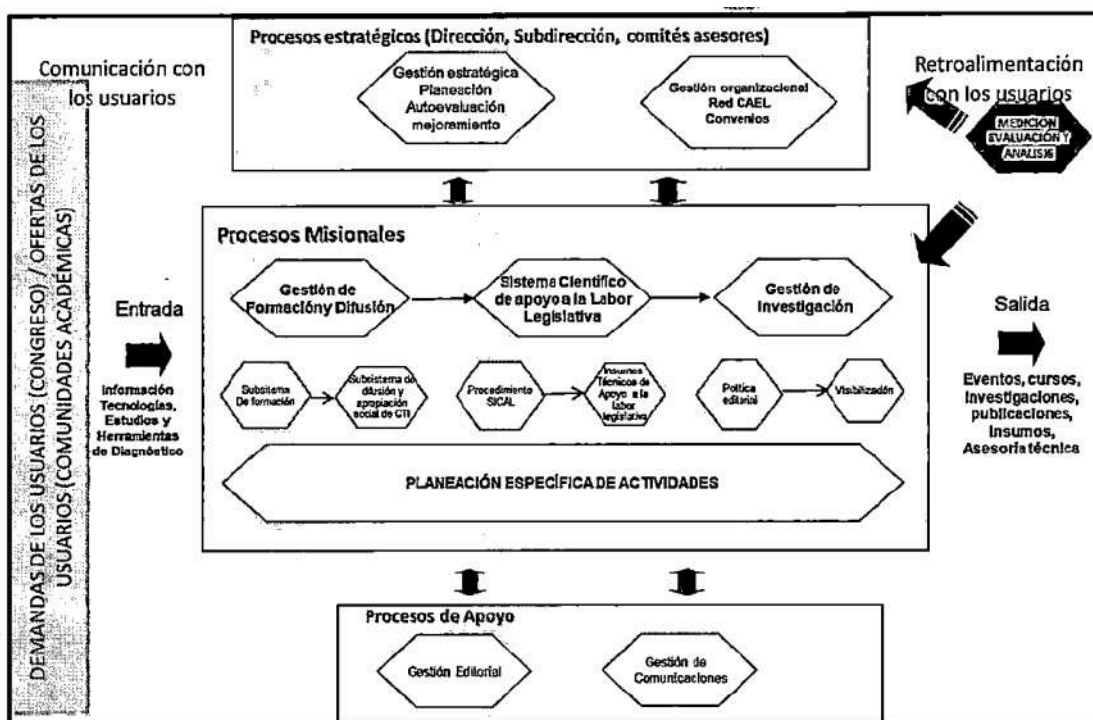 Procesos estratégicos (Dirección, Subdirección, comités asesores)
Comunicación con
los usuarios
Gestión estratégica
Planeación
Autoevaluación
mejoramiento
Gestión organizacional
Red CAEL
Convenios
Retroalimentación
con los usuarios
MEDICIÓN
EVALUACIÓN Y
ANÁLISIS
DEMANDAS DE LOS USUARIOS (CONGRESO) / OFERTAS DE LOS
USUARIOS (COMUNIDADES ACADÉMICAS)
Procesos Misionales
Gestión de
Formación y Difusión
Sistema Científico
de apoyo a la Labor
Legislativa
Gestión de
Investigación
Entrada
Información
Tecnologías,
Estudios y
Herramientas
de Diagnóstico
Subsitema
De formación
Subsistema de
difusión y
apropiación
social de CTI
Procedimiento
SICAL
Insumos
Técnicos de
Apoyo a la
Labor
legislativa
Política
editorial
Visibilización
Salida
Eventos, cursos,
Investigaciones,
publicaciones,
Insumos,
Asesoría técnica
PLANEACIÓN ESPECÍFICA DE ACTIVIDADES
Procesos de Apoyo
Gestión Editorial
Gestión de
Comunicaciones